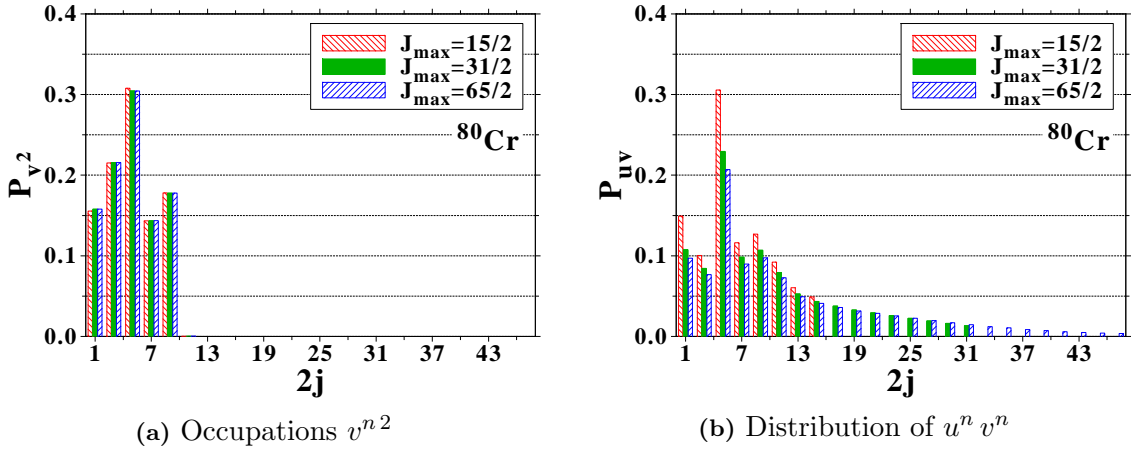 0.4
0.3
0.2
0.1
0.0
P_v²
J_max=15/2
J_max=31/2
J_max=65/2
⁸⁰Cr
1 7 13 19 25 31 37 43
2j
(a) Occupations vⁿ ²
0.4
0.3
0.2
0.1
0.0
P_uv
J_max=15/2
J_max=31/2
J_max=65/2
⁸⁰Cr
1 7 13 19 25 31 37 43
2j
(b) Distribution of uⁿ vⁿ